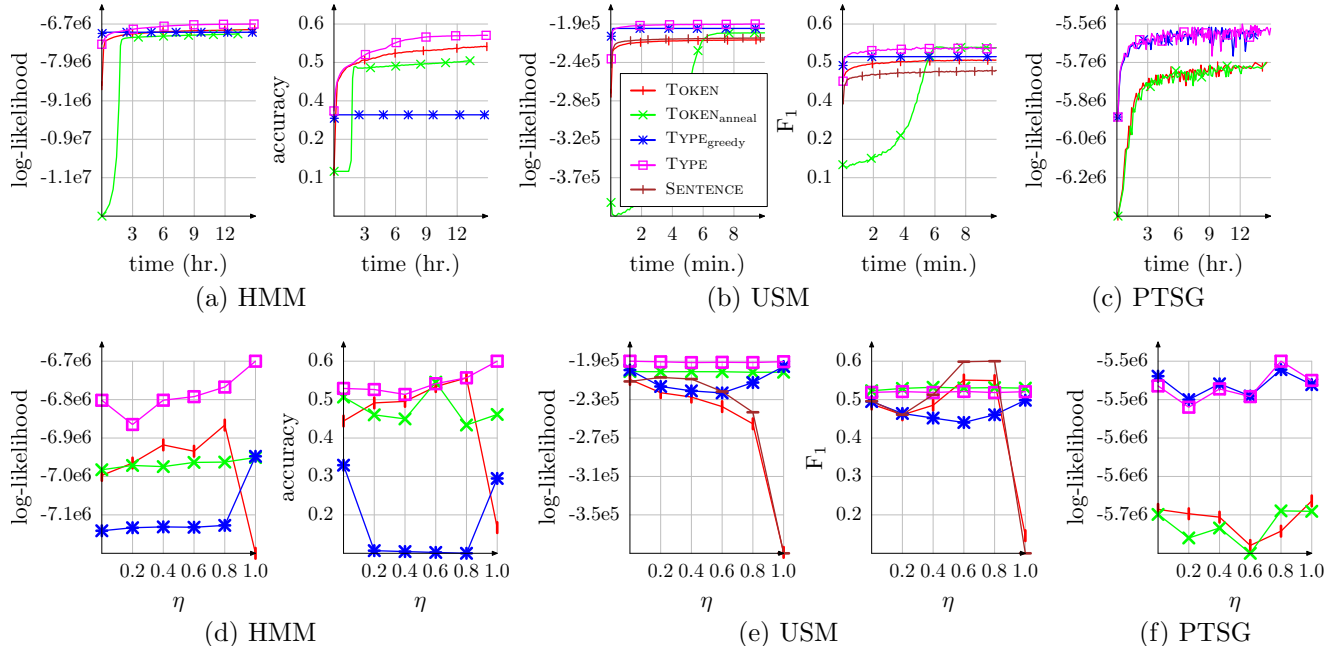 log-likelihood
-6.7e6
-7.9e6
-9.1e6
-0.9e7
-1.1e7
3 6 9 12
time (hr.)
accuracy
0.6
0.5
0.4
0.2
0.1
3 6 9 12
time (hr.)
(a) HMM
log-likelihood
-1.9e5
-2.4e5
-2.8e5
-3.2e5
-3.7e5
2 4 6 8
time (min.)
TOKEN
TOKENanneal
TYPEgreedy
TYPE
SENTENCE
F1
0.6
0.5
0.4
0.2
0.1
2 4 6 8
time (min.)
(b) USM
log-likelihood
-5.5e6
-5.7e6
-5.8e6
-6.0e6
-6.2e6
3 6 9 12
time (hr.)
(c) PTSG
log-likelihood
-6.7e6
-6.8e6
-6.9e6
-7.0e6
-7.1e6
0.2 0.4 0.6 0.8 1.0
η
accuracy
0.6
0.5
0.4
0.3
0.2
0.2 0.4 0.6 0.8 1.0
η
(d) HMM
log-likelihood
-1.9e5
-2.3e5
-2.7e5
-3.1e5
-3.5e5
0.2 0.4 0.6 0.8 1.0
η
F1
0.6
0.5
0.4
0.3
0.2
0.2 0.4 0.6 0.8 1.0
η
(e) USM
log-likelihood
-5.5e6
-5.5e6
-5.6e6
-5.6e6
-5.7e6
0.2 0.4 0.6 0.8 1.0
η
(f) PTSG